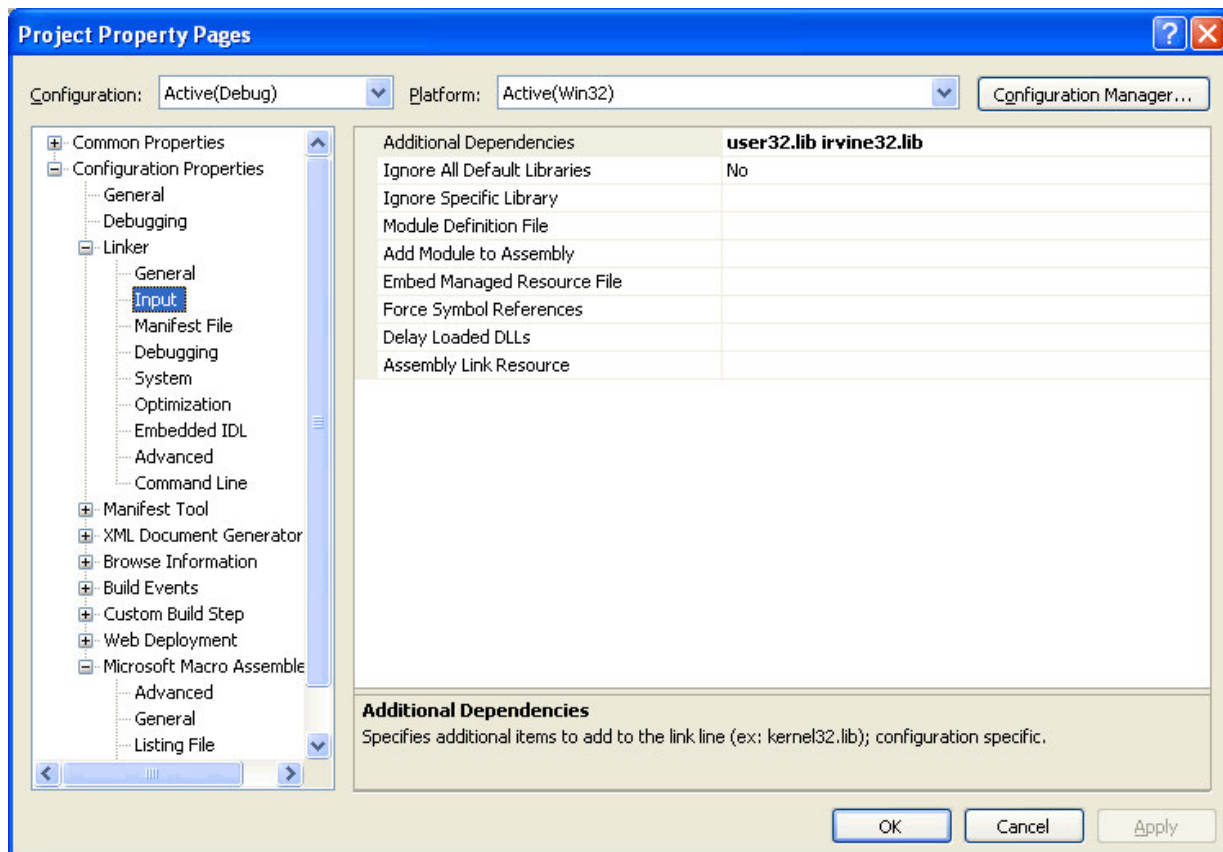 Project Property Pages
Configuration: Active(Debug) Platform: Active(Win32) Configuration Manager...
Common Properties
Configuration Properties
General
Debugging
Linker
General
Input
Manifest File
Debugging
System
Optimization
Embedded IDL
Advanced
Command Line
Manifest Tool
XML Document Generator
Browse Information
Build Events
Custom Build Step
Web Deployment
Microsoft Macro Assemble
Advanced
General
Listing File
Additional Dependencies user32.lib irvine32.lib
Ignore All Default Libraries No
Ignore Specific Library
Module Definition File
Add Module to Assembly
Embed Managed Resource File
Force Symbol References
Delay Loaded DLLs
Assembly Link Resource
Additional Dependencies
Specifies additional items to add to the link line (ex: kernel32.lib); configuration specific.
OK Cancel Apply